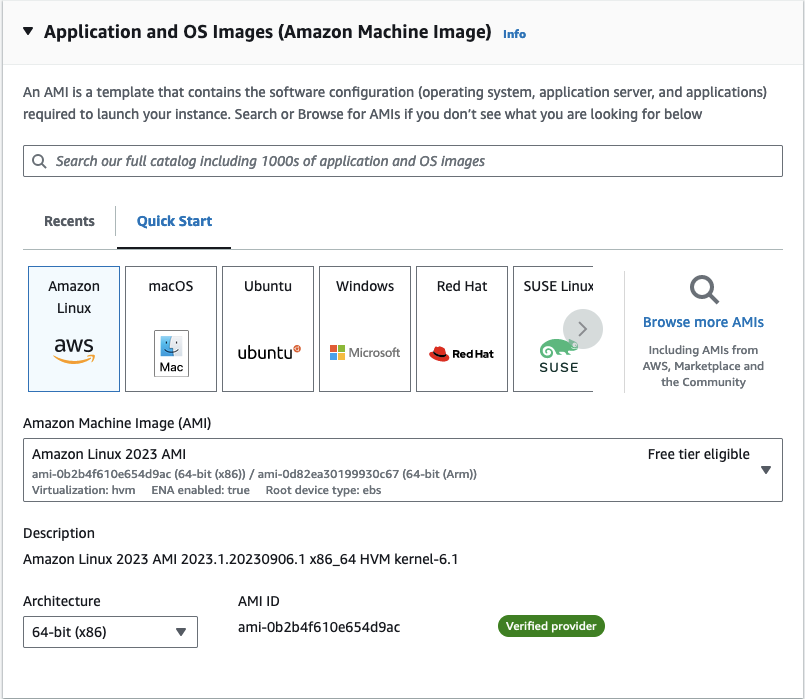 Application and OS Images (Amazon Machine Image) Info
An AMI is a template that contains the software configuration (operating system, application server, and applications)
required to launch your instance. Search or Browse for AMIs if you don’t see what you are looking for below
Search our full catalog including 1000s of application and OS images
Recents
Quick Start
Amazon
Linux
aws
macOS
Mac
Ubuntu
ubuntu
Windows
Microsoft
Red Hat
Red Hat
SUSE Linux
SUSE
Browse more AMIs
Including AMIs from
AWS, Marketplace and
the Community
Amazon Machine Image (AMI)
Amazon Linux 2023 AMI
Free tier eligible
ami-0b2b4f610e654d9ac (64-bit (x86)) / ami-0d82ea30199930c67 (64-bit (Arm))
Virtualization: hvm ENA enabled: true Root device type: ebs
Description
Amazon Linux 2023 AMI 2023.1.20230906.1 x86_64 HVM kernel-6.1
Architecture
64-bit (x86)
AMI ID
ami-0b2b4f610e654d9ac
Verified provider